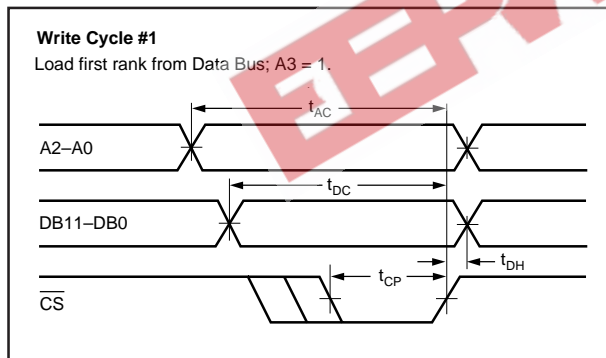 Write Cycle #1
Load first rank from Data Bus; A3 = 1.
tAC
A2–A0
tDC
DB11–DB0
tDH
tCP
CS